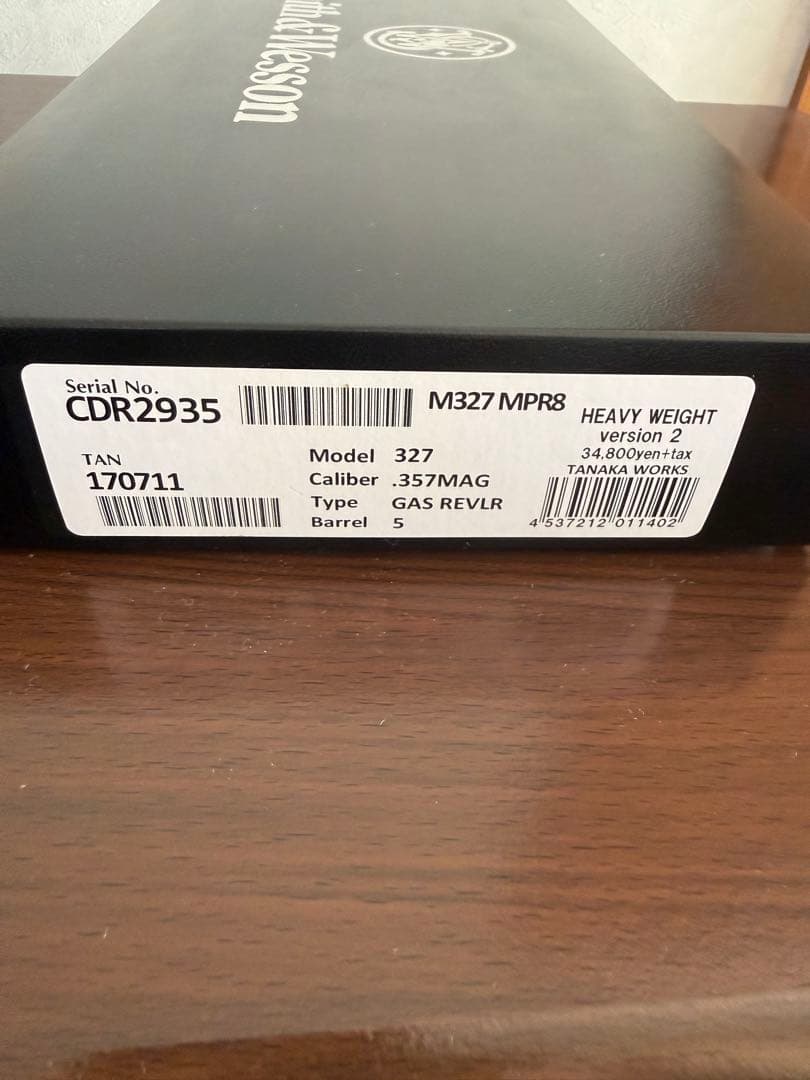 Wesson
Serial No.
CDR2935
M327 MPR8
HEAVY WEIGHT
version 2
34,800yen+tax
TANAKA WORKS
4 537212 011402
TAN
170711
Model 327
Caliber .357MAG
Type GAS REVLR
Barrel 5